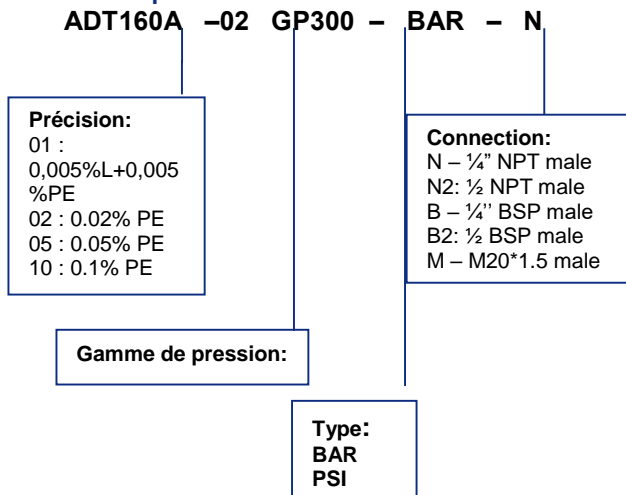 ADT160A –02 GP300 – BAR – N
Précision:
01 :
0,005%L+0,005
%PE
02 : 0.02% PE
05 : 0.05% PE
10 : 0.1% PE
Connection:
N – ¼” NPT male
N2: ½ NPT male
B – ¼’’ BSP male
B2: ½ BSP male
M – M20*1.5 male
Gamme de pression:
Type:
BAR
PSI